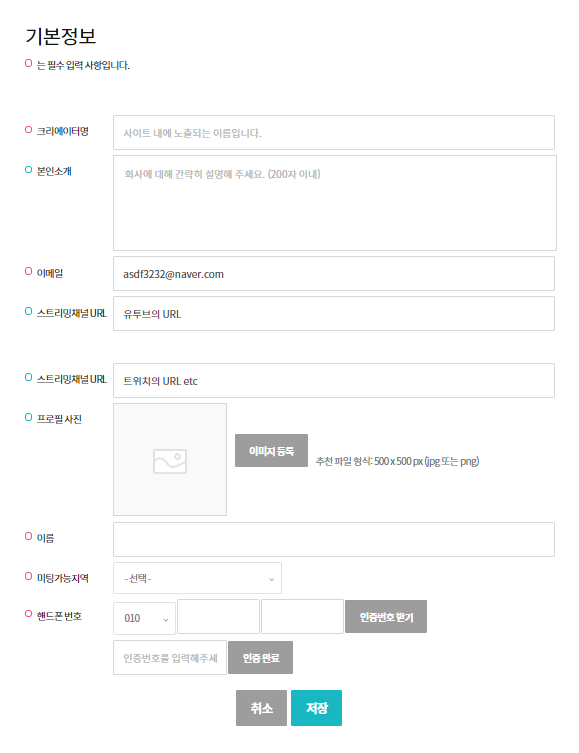 기본정보
는 필수 입력 사항입니다.
크리에이터명 사이트 내에 노출되는 이름입니다.
본인소개 회사에 대해 간략히 설명해 주세요. (200자 이내)
이메일 asdf3232@naver.com
스트리밍채널 URL 유투브의 URL
스트리밍채널 URL 트위치의 URL etc
프로필사진
이미지 등록 추천 파일 형식: 500 x 500 px (jpg 또는 png)
이름
미팅가능지역 - 선택 -
핸드폰 번호 010 인증번호 받기
인증번호를 입력해주세 인증 완료
취소 저장